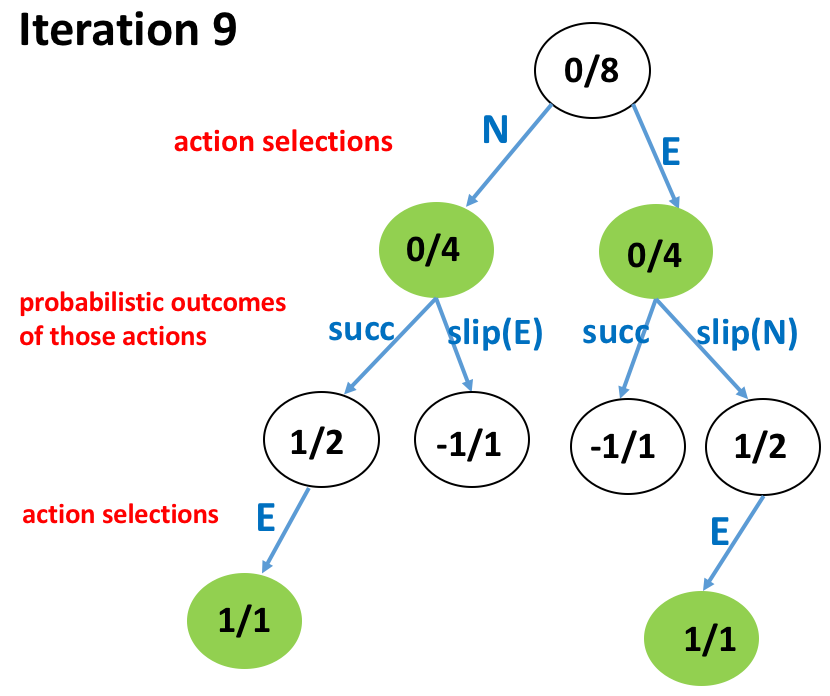 Iteration 9
0/8
action selections
N
E
0/4
0/4
probabilistic outcomes
of those actions
succ
slip(E)
succ
slip(N)
1/2
-1/1
-1/1
1/2
action selections
E
E
1/1
1/1